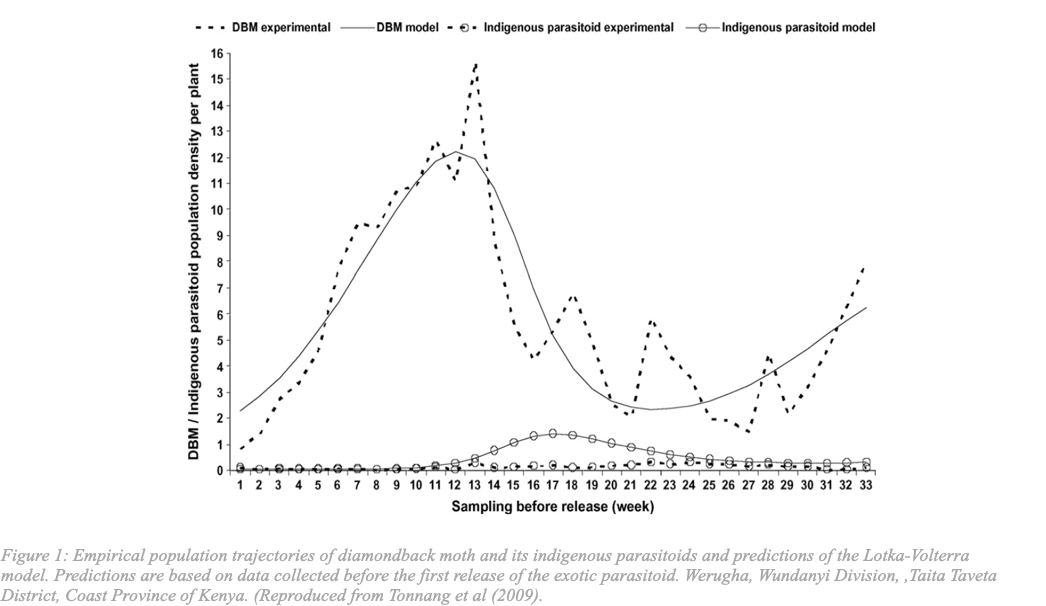 DBM experimental DBM model Indigenous parasitoid experimental Indigenous parasitoid model
DBM / Indigenous parasitoid population density per plant
16
15
14
13
12
11
10
9
8
7
6
5
4
3
2
1
0
1 2 3 4 5 6 7 8 9 10 11 12 13 14 15 16 17 18 19 20 21 22 23 24 25 26 27 28 29 30 31 32 33
Sampling before release (week)
Figure 1: Empirical population trajectories of diamondback moth and its indigenous parasitoids and predictions of the Lotka-Volterra
model. Predictions are based on data collected before the first release of the exotic parasitoid. Werugha, Wundanyi Division, ,Taita Taveta
District, Coast Province of Kenya. (Reproduced from Tonnang et al (2009).